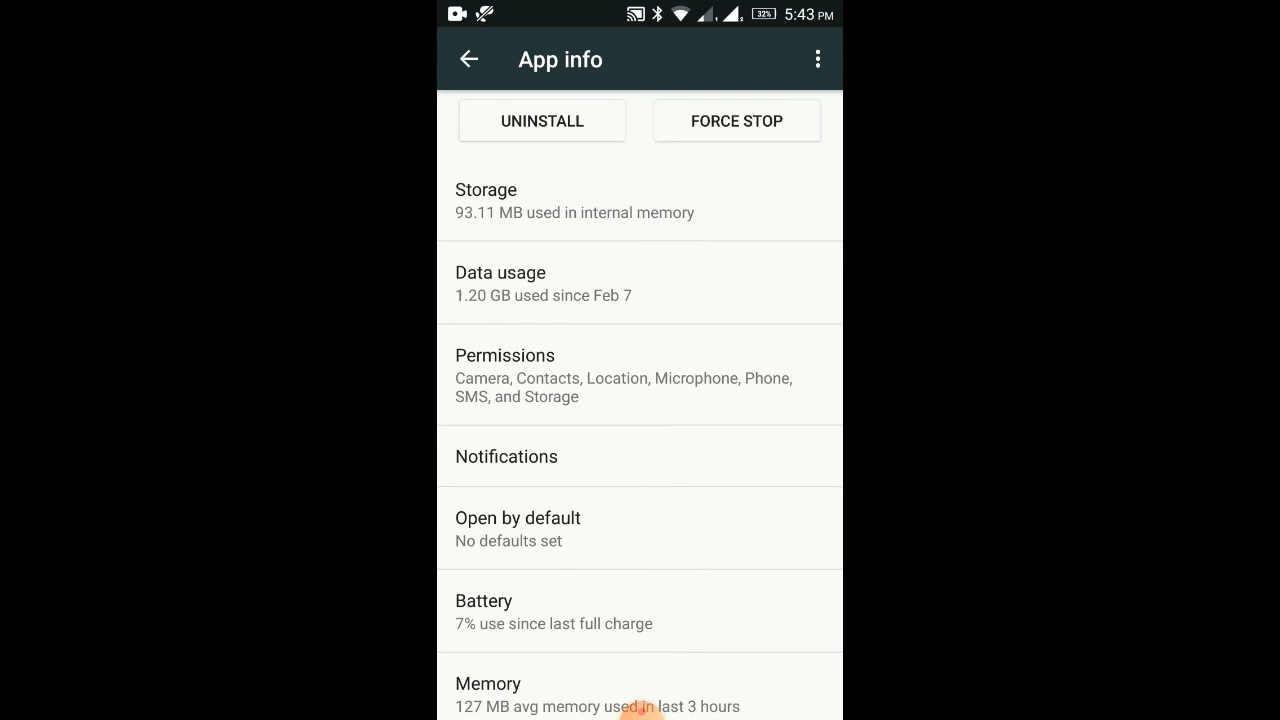 32% 5:43 PM
App info
UNINSTALL FORCE STOP
Storage
93.11 MB used in internal memory
Data usage
1.20 GB used since Feb 7
Permissions
Camera, Contacts, Location, Microphone, Phone,
SMS, and Storage
Notifications
Open by default
No defaults set
Battery
7% use since last full charge
Memory
127 MB avg memory used in last 3 hours